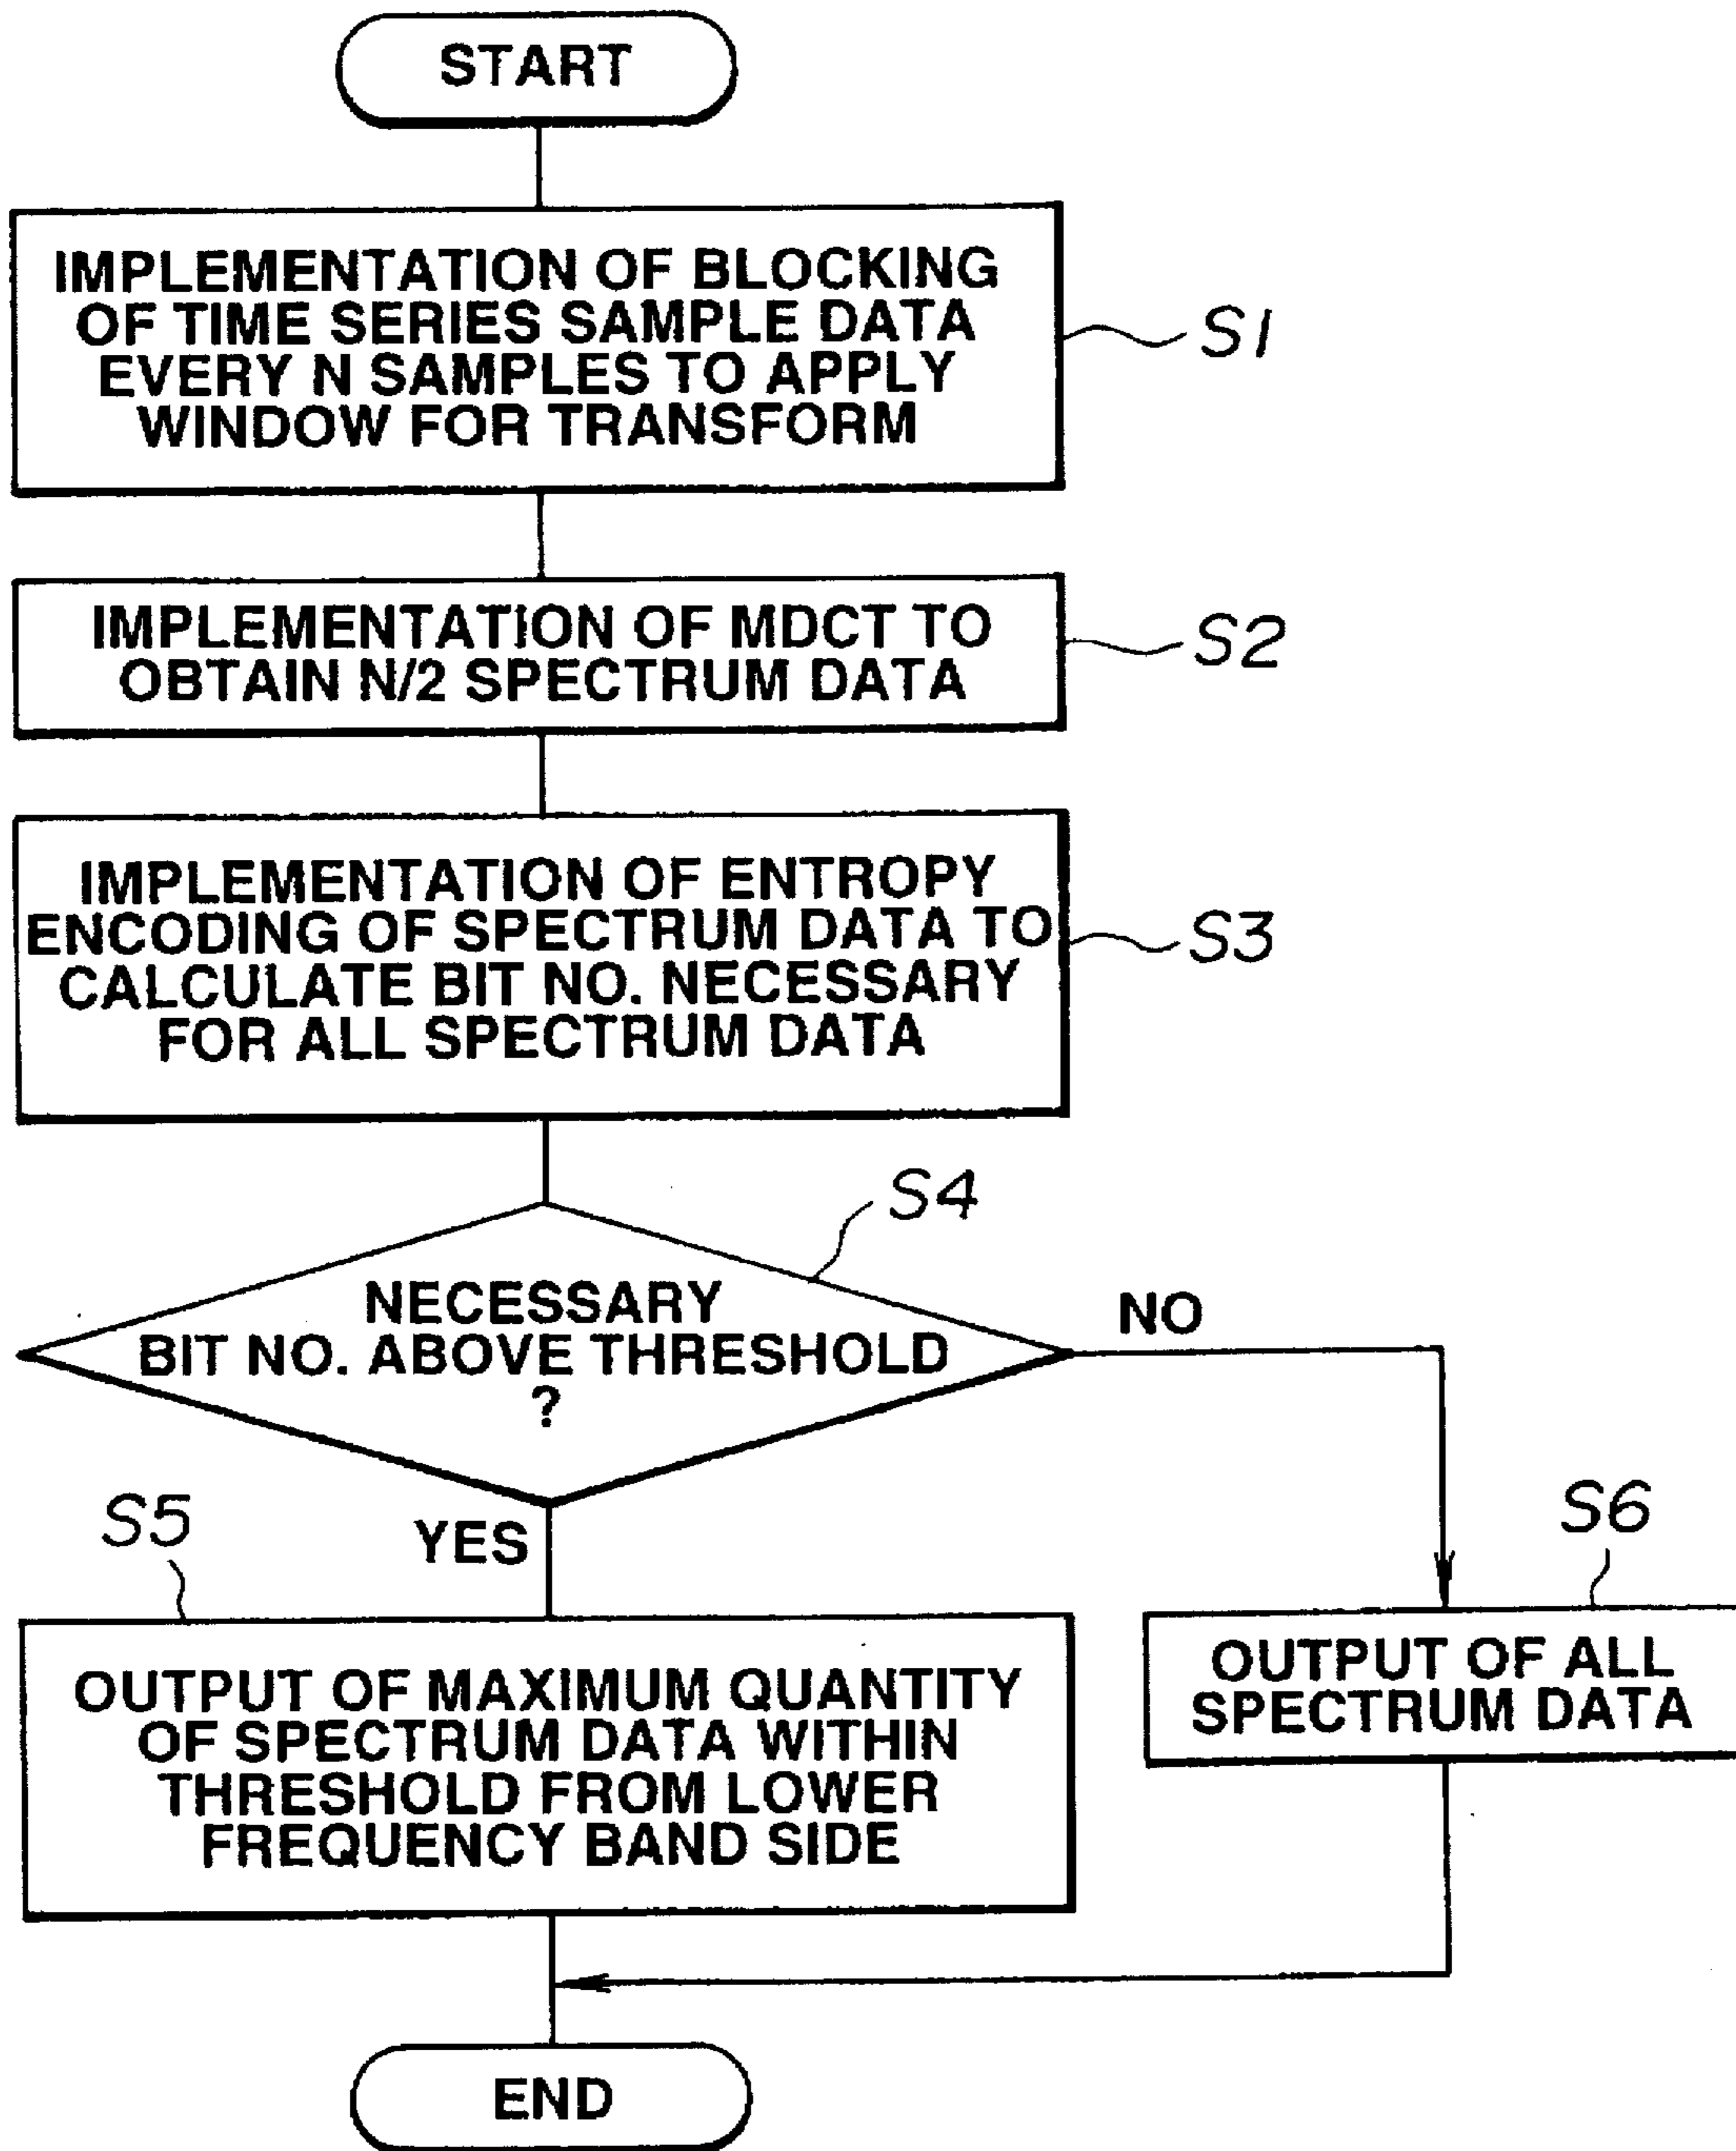 START
IMPLEMENTATION OF BLOCKING
OF TIME SERIES SAMPLE DATA
EVERY N SAMPLES TO APPLY
WINDOW FOR TRANSFORM
S1
IMPLEMENTATION OF MDCT TO
OBTAIN N/2 SPECTRUM DATA
S2
IMPLEMENTATION OF ENTROPY
ENCODING OF SPECTRUM DATA TO
CALCULATE BIT NO. NECESSARY
FOR ALL SPECTRUM DATA
S3
S4
NECESSARY
BIT NO. ABOVE THRESHOLD
?
NO
YES
S5
OUTPUT OF MAXIMUM QUANTITY
OF SPECTRUM DATA WITHIN
THRESHOLD FROM LOWER
FREQUENCY BAND SIDE
S6
OUTPUT OF ALL
SPECTRUM DATA
END